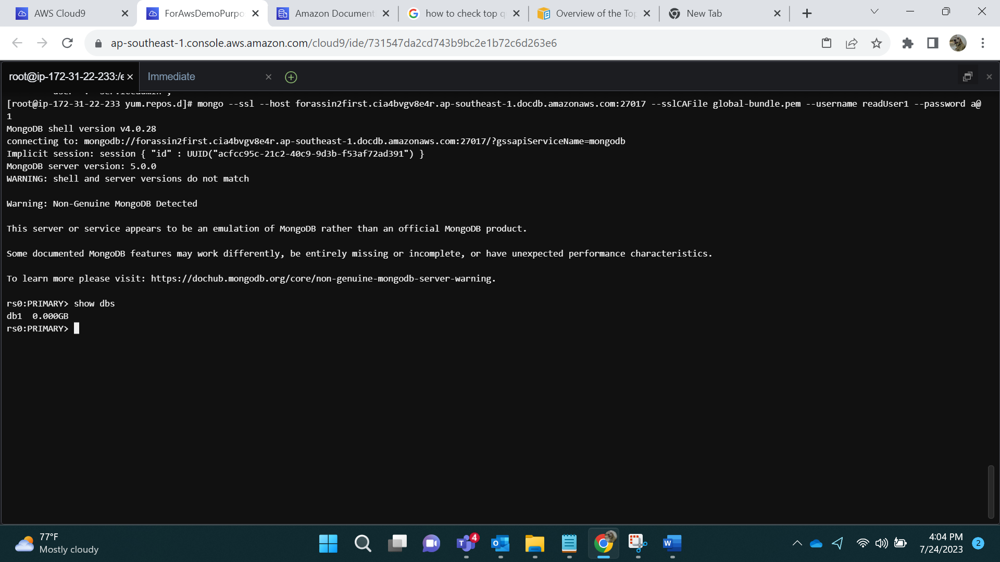 AWS Cloud9
ForAwsDemoPurpo
Amazon Document
how to check top q
Overview of the Top
New Tab
ap-southeast-1.console.aws.amazon.com/cloud9/ide/731547da2cd743b9bc2e1b72c6d263e6
root@ip-172-31-22-233:/e
Immediate
[root@ip-172-31-22-233 yum.repos.d]# mongo --ssl --host forassin2first.cia4bvgv8e4r.ap-southeast-1.docdb.amazonaws.com:27017 --sslCAFile global-bundle.pem --username readUser1 --password a@
1
MongoDB shell version v4.0.28
connecting to: mongodb://forassin2first.cia4bvgv8e4r.ap-southeast-1.docdb.amazonaws.com:27017/?gssapiServiceName=mongodb
Implicit session: session { "id" : UUID("acfcc95c-21c2-40c9-9d3b-f53af72ad391") }
MongoDB server version: 5.0.0
WARNING: shell and server versions do not match
Warning: Non-Genuine MongoDB Detected
This server or service appears to be an emulation of MongoDB rather than an official MongoDB product.
Some documented MongoDB features may work differently, be entirely missing or incomplete, or have unexpected performance characteristics.
To learn more please visit: https://dochub.mongodb.org/core/non-genuine-mongodb-server-warning.
rs0:PRIMARY> show dbs
db1  0.000GB
rs0:PRIMARY>
77°F
Mostly cloudy
4
4:04 PM
7/24/2023
2